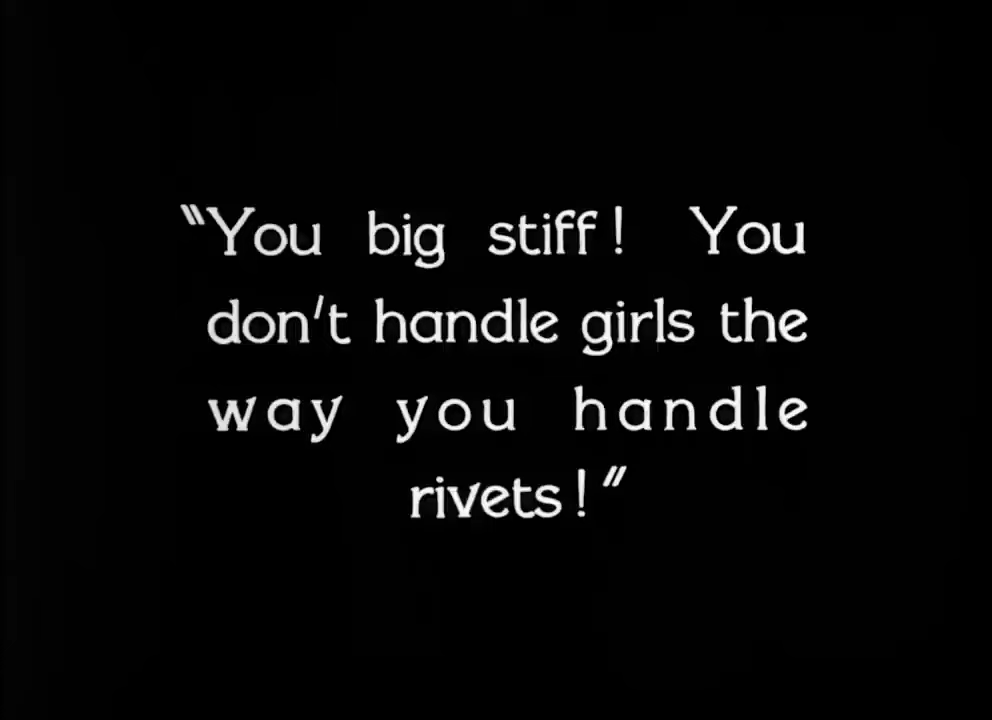 "You big stiff! You
don't handle girls the
way you handle
rivets!"